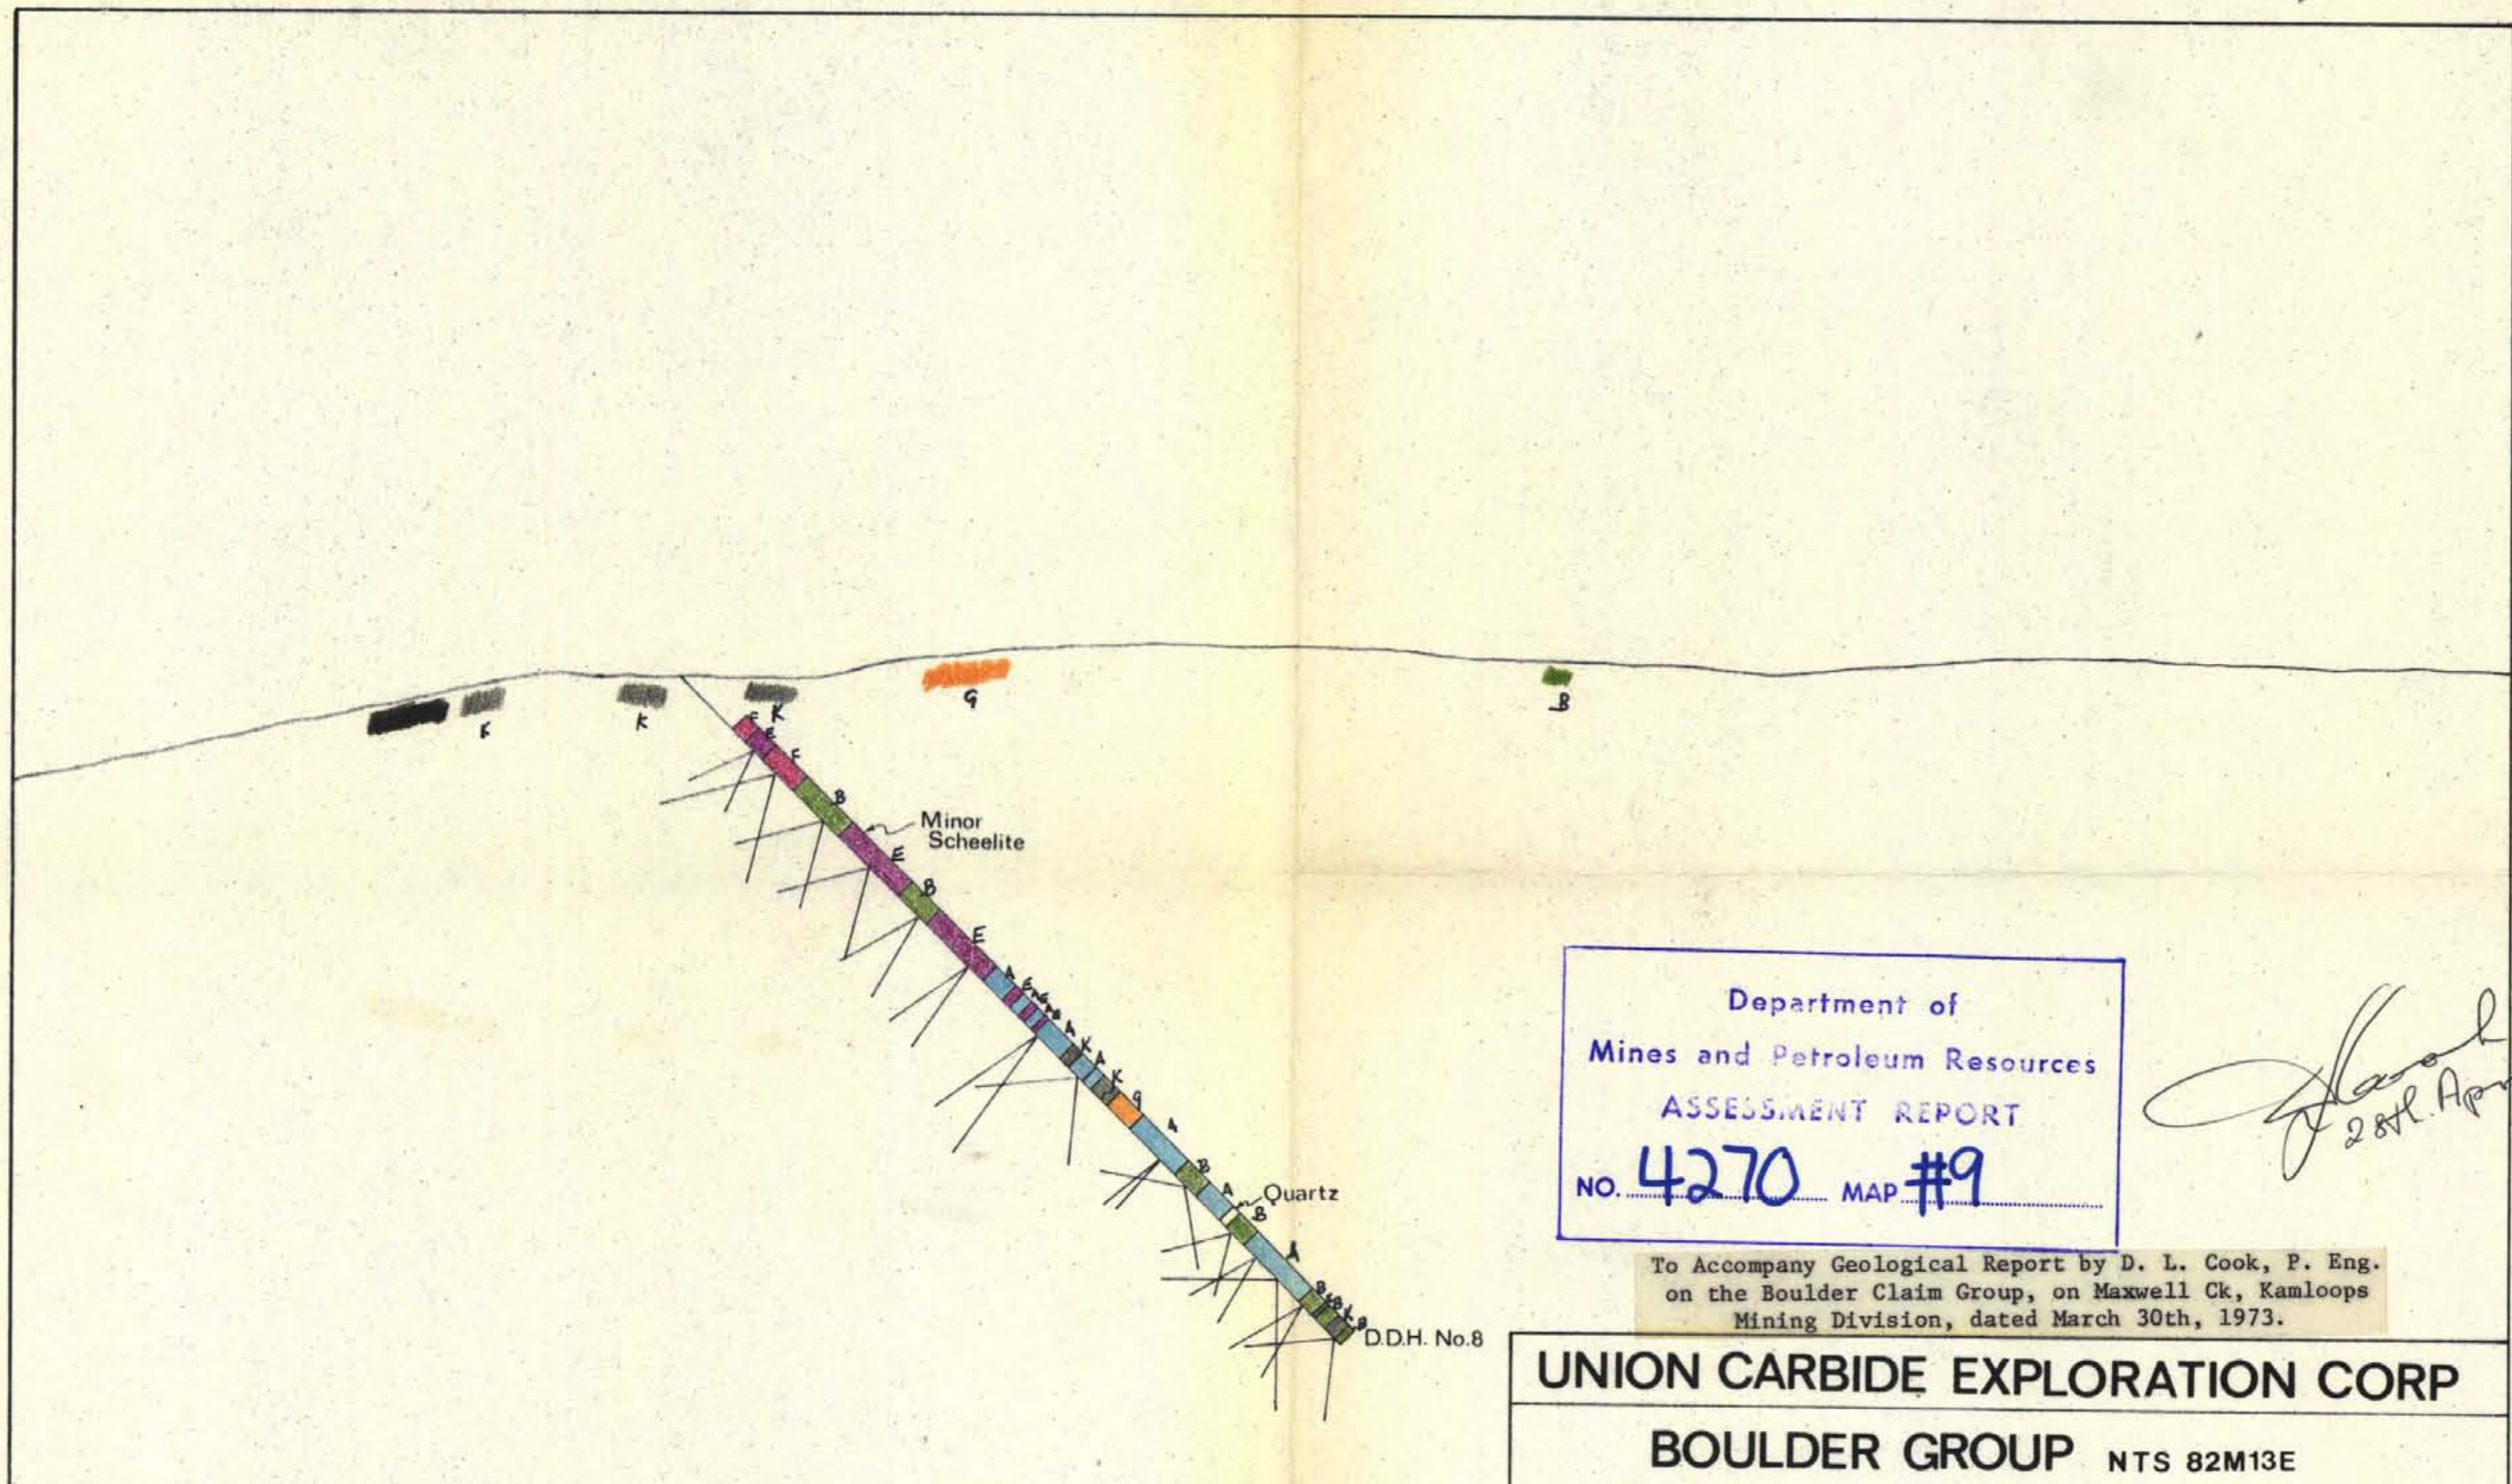 K
K
K
G
B
E
E
B
Minor
Scheelite
E
B
E
A
A
K
A
K
G
A
B
A
Quartz
B
A
B
B
K
B
D.D.H. No.8
Department of
Mines and Petroleum Resources
ASSESSMENT REPORT
NO. 4270 MAP #9
28th. Apr
To Accompany Geological Report by D. L. Cook, P. Eng.
on the Boulder Claim Group, on Maxwell Ck, Kamloops
Mining Division, dated March 30th, 1973.
UNION CARBIDE EXPLORATION CORP
BOULDER GROUP NTS 82M13E